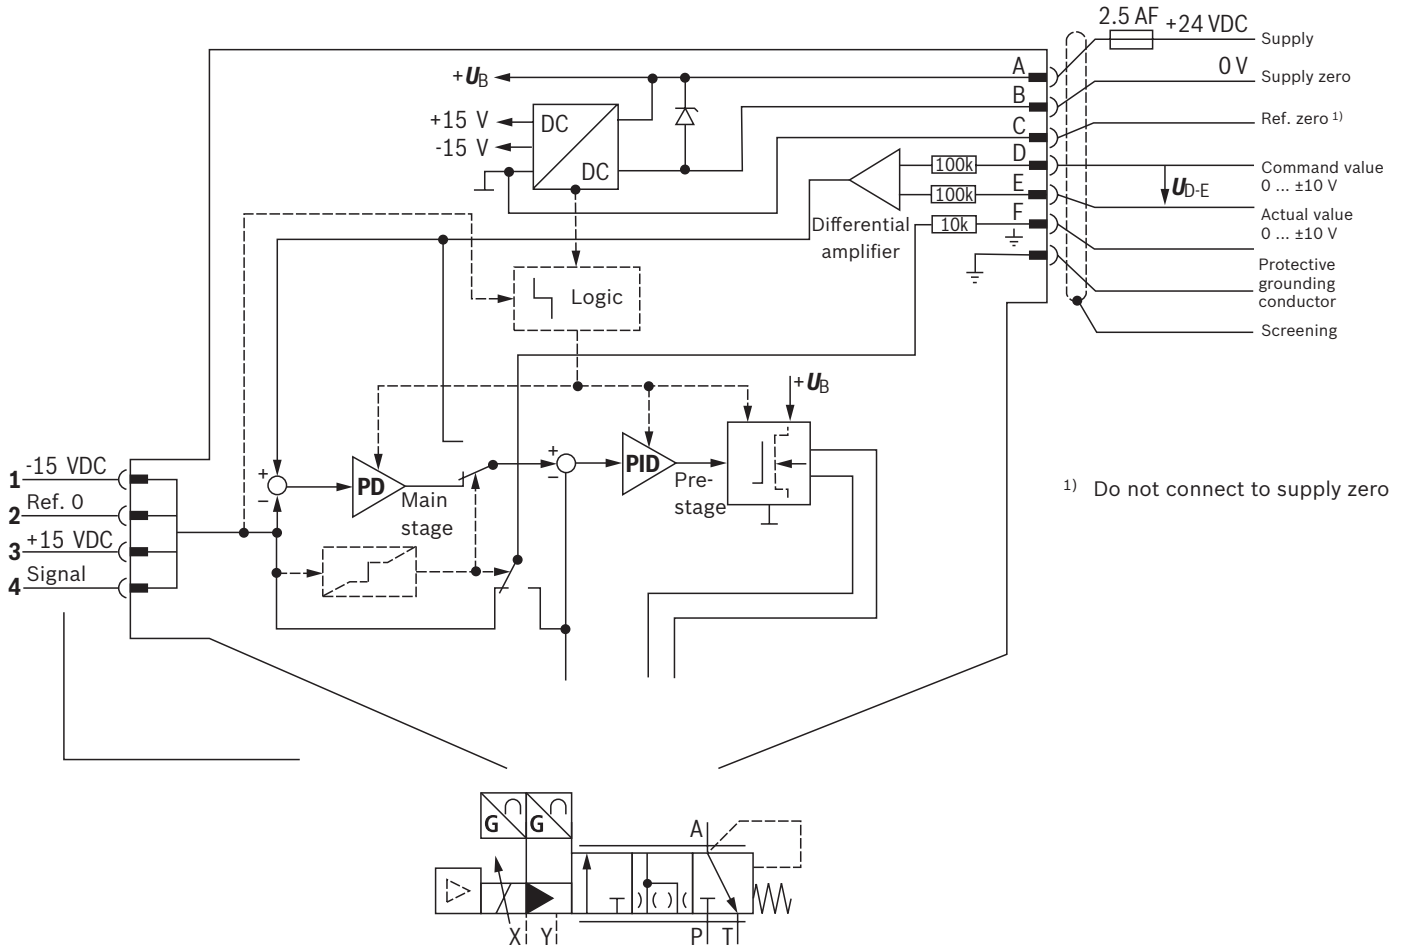 2.5 AF
+24 VDC
Supply
0 V
Supply zero
Ref. zero 1)
Command value
0 ... ±10 V
UD-E
Actual value
0 ... ±10 V
Protective
grounding
conductor
Screening
A
B
C
D
E
F
+UB
+15 V
-15 V
DC
DC
100k
100k
10k
Differential
amplifier
Logic
+UB
+
−
PD
Main
stage
+
−
PID
Pre-
stage
1 -15 VDC
2 Ref. 0
3 +15 VDC
4 Signal
1) Do not connect to supply zero
G
G
A
X
Y
P
T